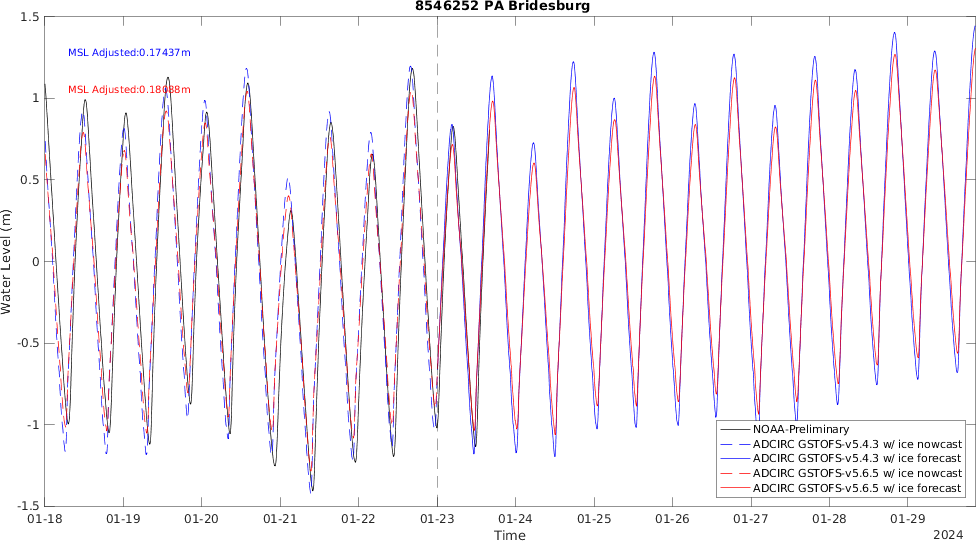 8546252 PA Bridesburg
1.5
MSL Adjusted:0.17437m
MSL Adjusted:0.18088m
1
0.5
0
-0.5
-1
-1.5
Water Level (m)
NOAA-Preliminary
ADCIRC GSTOFS-v5.4.3 w/ ice nowcast
ADCIRC GSTOFS-v5.4.3 w/ ice forecast
ADCIRC GSTOFS-v5.6.5 w/ ice nowcast
ADCIRC GSTOFS-v5.6.5 w/ ice forecast
01-18 01-19 01-20 01-21 01-22 01-23 01-24 01-25 01-26 01-27 01-28 01-29
Time
2024